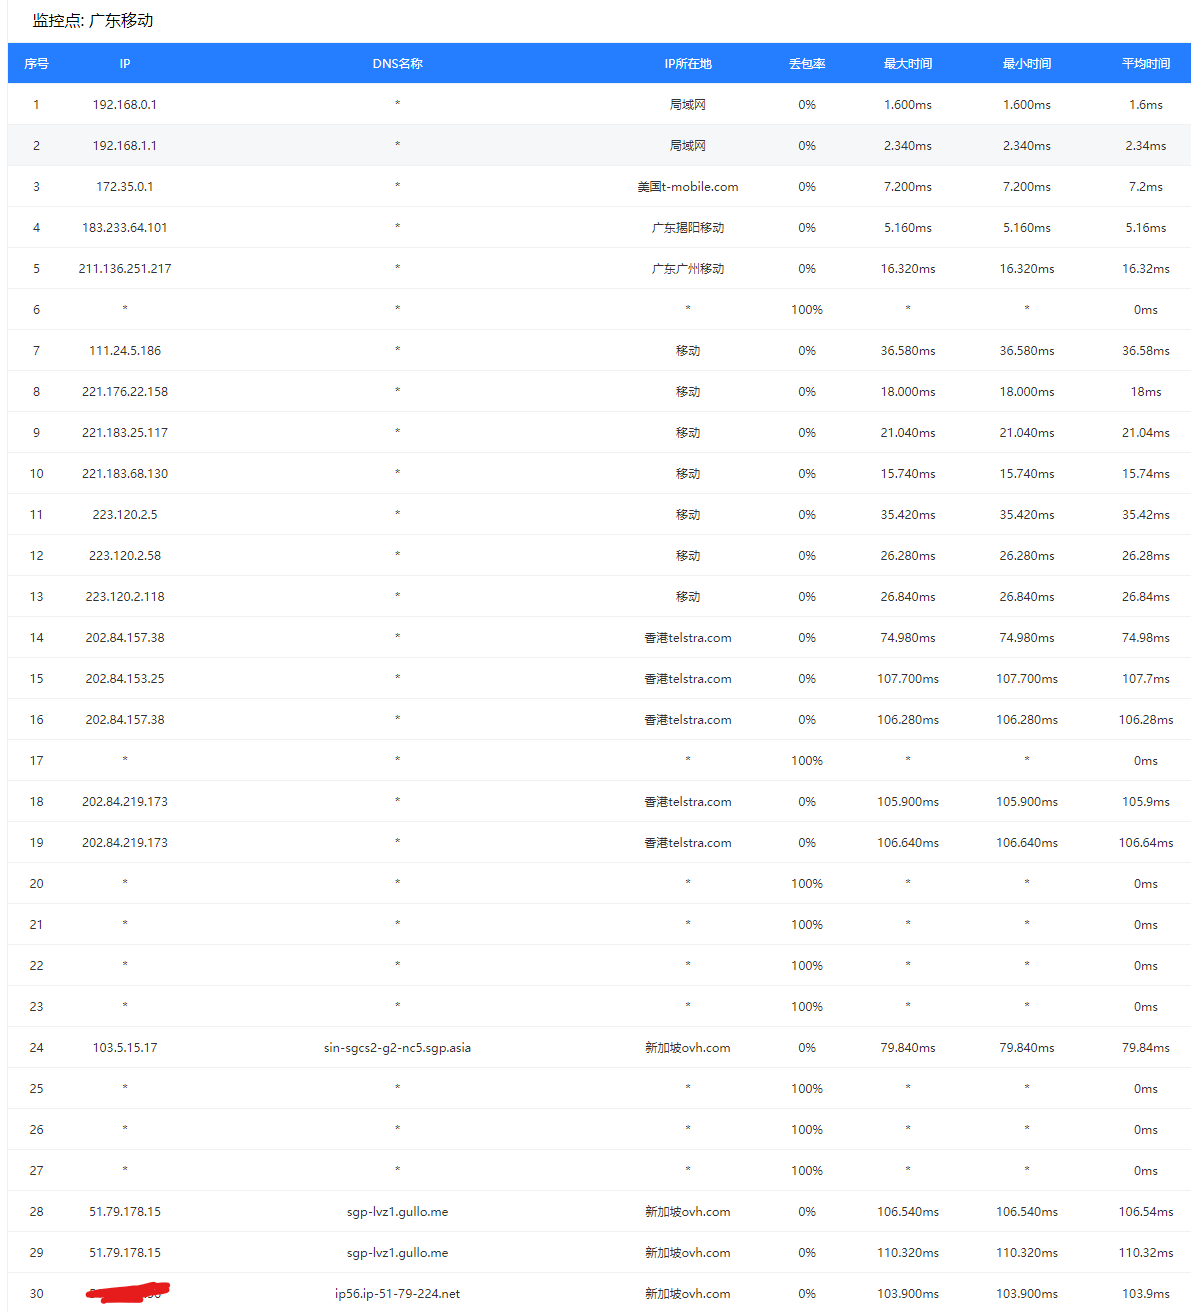 监控点: 广东移动
序号 IP DNS名称 IP所在地 丢包率 最大时间 最小时间 平均时间
1 192.168.0.1 * 局域网 0% 1.600ms 1.600ms 1.6ms
2 192.168.1.1 * 局域网 0% 2.340ms 2.340ms 2.34ms
3 172.35.0.1 * 美国t-mobile.com 0% 7.200ms 7.200ms 7.2ms
4 183.233.64.101 * 广东揭阳移动 0% 5.160ms 5.160ms 5.16ms
5 211.136.251.217 * 广东广州移动 0% 16.320ms 16.320ms 16.32ms
6 * * * 100% * * 0ms
7 111.24.5.186 * 移动 0% 36.580ms 36.580ms 36.58ms
8 221.176.22.158 * 移动 0% 18.000ms 18.000ms 18ms
9 221.183.25.117 * 移动 0% 21.040ms 21.040ms 21.04ms
10 221.183.68.130 * 移动 0% 15.740ms 15.740ms 15.74ms
11 223.120.2.5 * 移动 0% 35.420ms 35.420ms 35.42ms
12 223.120.2.58 * 移动 0% 26.280ms 26.280ms 26.28ms
13 223.120.2.118 * 移动 0% 26.840ms 26.840ms 26.84ms
14 202.84.157.38 * 香港telstra.com 0% 74.980ms 74.980ms 74.98ms
15 202.84.153.25 * 香港telstra.com 0% 107.700ms 107.700ms 107.7ms
16 202.84.157.38 * 香港telstra.com 0% 106.280ms 106.280ms 106.28ms
17 * * * 100% * * 0ms
18 202.84.219.173 * 香港telstra.com 0% 105.900ms 105.900ms 105.9ms
19 202.84.219.173 * 香港telstra.com 0% 106.640ms 106.640ms 106.64ms
20 * * * 100% * * 0ms
21 * * * 100% * * 0ms
22 * * * 100% * * 0ms
23 * * * 100% * * 0ms
24 103.5.15.17 sin-sgcs2-g2-nc5.sgp.asia 新加坡ovh.com 0% 79.840ms 79.840ms 79.84ms
25 * * * 100% * * 0ms
26 * * * 100% * * 0ms
27 * * * 100% * * 0ms
28 51.79.178.15 sgp-lvz1.gullo.me 新加坡ovh.com 0% 106.540ms 106.540ms 106.54ms
29 51.79.178.15 sgp-lvz1.gullo.me 新加坡ovh.com 0% 110.320ms 110.320ms 110.32ms
30 ip56.ip-51-79-224.net 新加坡ovh.com 0% 103.900ms 103.900ms 103.9ms